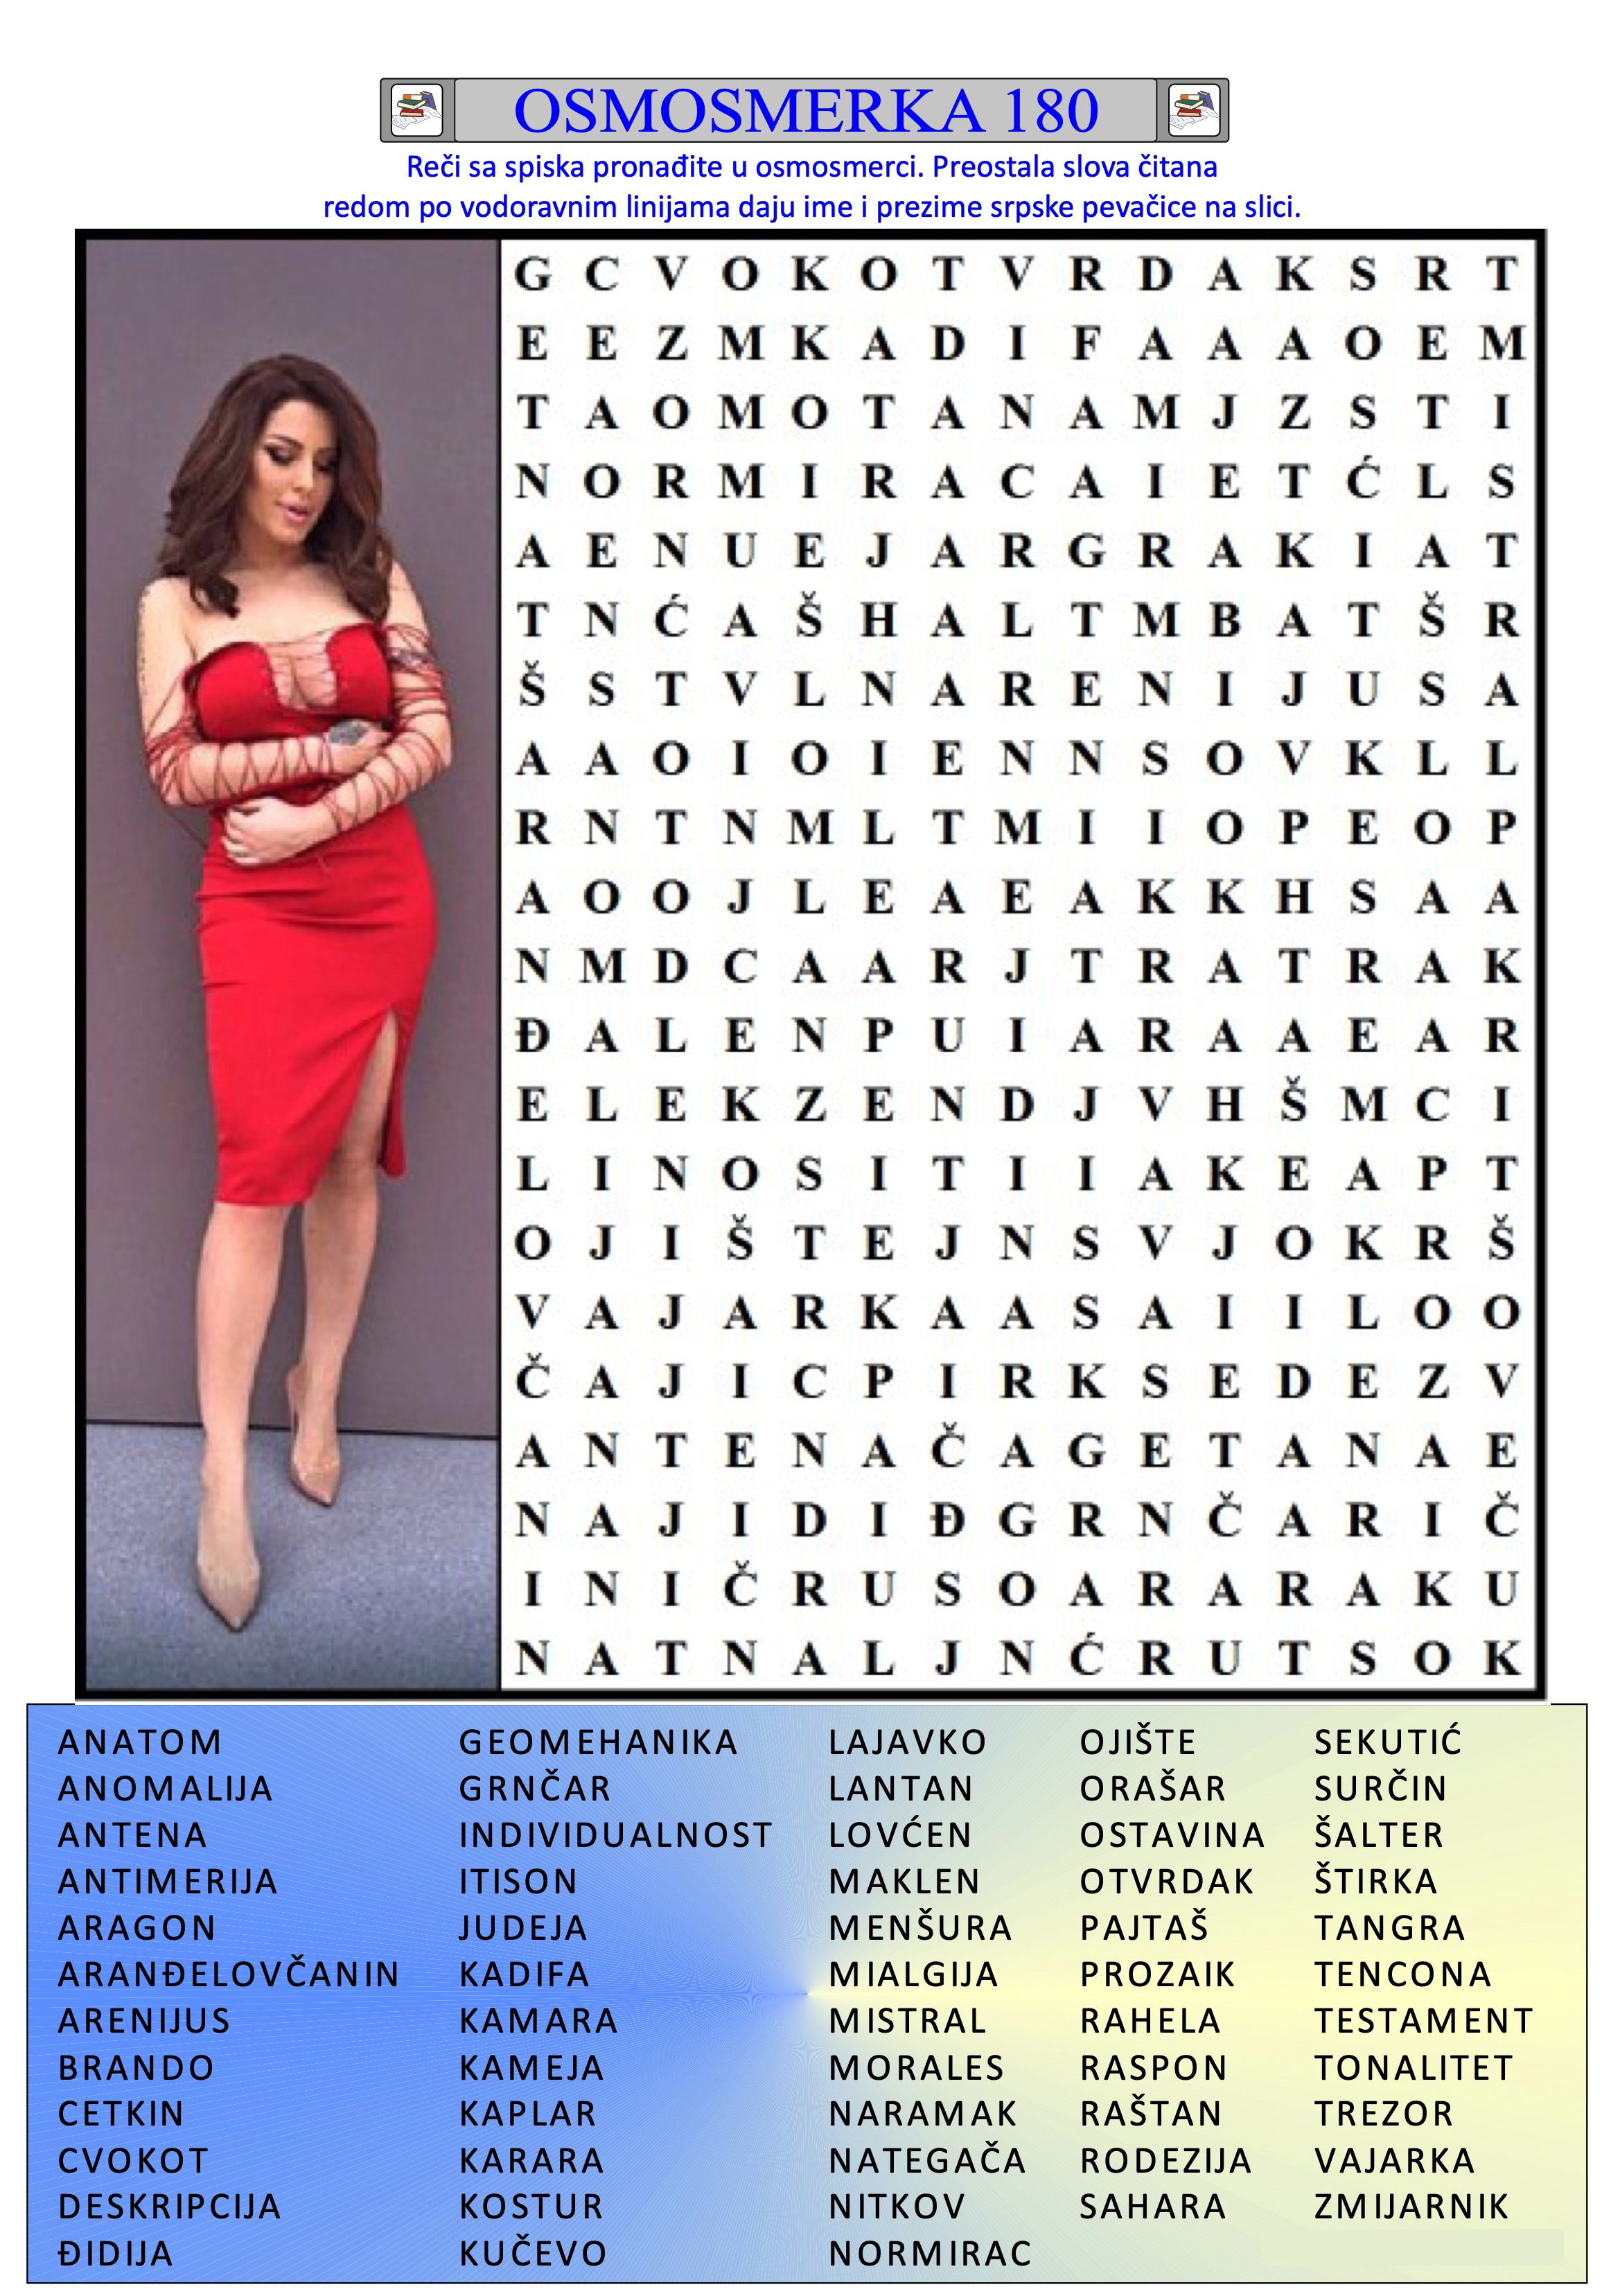 OSMOSMERKA 180
Reči sa spiska pronađite u osmosmerci. Preostala slova čitana
redom po vodoravnim linijama daju ime i prezime srpske pevačice na slici.
G C V O K O T V R D A K S R T
E E Z M K A D I F A A A O E M
T A O M O T A N A M J Z S T I
N O R M I R A C A I E T Ć L S
A E N U E J A R G R A K I A T
T N Ć A Š H A L T M B A T Š R
Š S T V L N A R E N I J U S A
A A O I O I E N N S O V K L L
R N T N M L T M I I O P E O P
A O O J L E A E A K K H S A A
N M D C A A R J T R A T R A K
Đ A L E N P U I A R A A E A R
E L E K Z E N D J V H Š M C I
L I N O S I T I I A K E A P T
O J I Š T E J N S V J O K R Š
V A J A R K A A S A I I L O O
Č A J I C P I R K S E D E Z V
A N T E N A Č A G E T A N A E
N A J I D I Đ G R N Č A R I Č
I N I Č R U S O A R A R A K U
N A T N A L J N Ć R U T S O K
ANATOM GEOMEHANIKA LAJAVKO OJIŠTE SEKUTIĆ
ANOMALIJA GRNČAR LANTAN ORAŠAR SURČIN
ANTENA INDIVIDUALNOST LOVĆEN OSTAVINA ŠALTER
ANTIMERIJA ITISON MAKLEN OTVRDAK ŠTIRKA
ARAGON JUDEJA MENŠURA PAJTAŠ TANGRA
ARANĐELOVČANIN KADIFA MIALGIJA PROZAIK TENCONA
ARENIJUS KAMARA MISTRAL RAHELA TESTAMENT
BRANDO KAMEJA MORALES RASPON TONALITET
CETKIN KAPLAR NARAMAK RAŠTAN TREZOR
CVOKOT KARARA NATEGAČA RODEZIJA VAJARKA
DESKRIPCIJA KOSTUR NITKOV SAHARA ZMIJARNIK
ĐIDIJA KUČEVO NORMIRAC